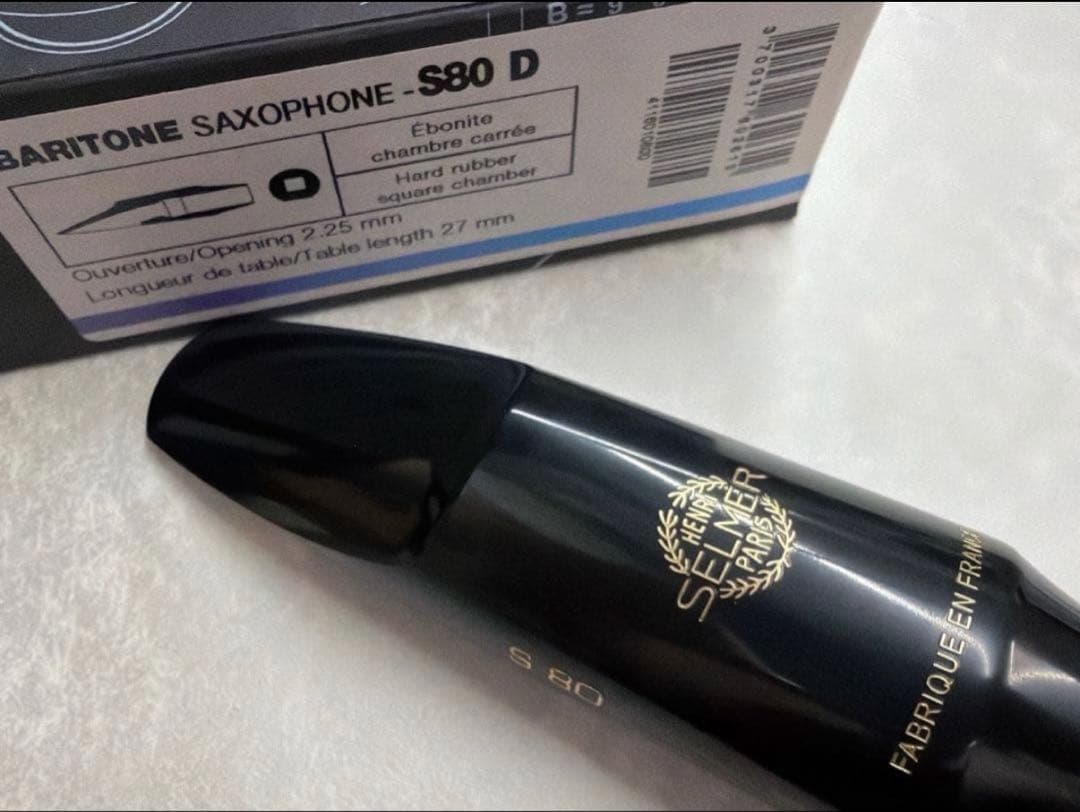 BARITONE SAXOPHONE - S80 D
Ébonite
chambre carrée
Hard rubber
square chamber
Ouverture/Opening 2.25 mm
Longueur de table/Table length 27 mm
HENRI
SELMER
PARIS
S 80
FABRIQUE EN FRANCE